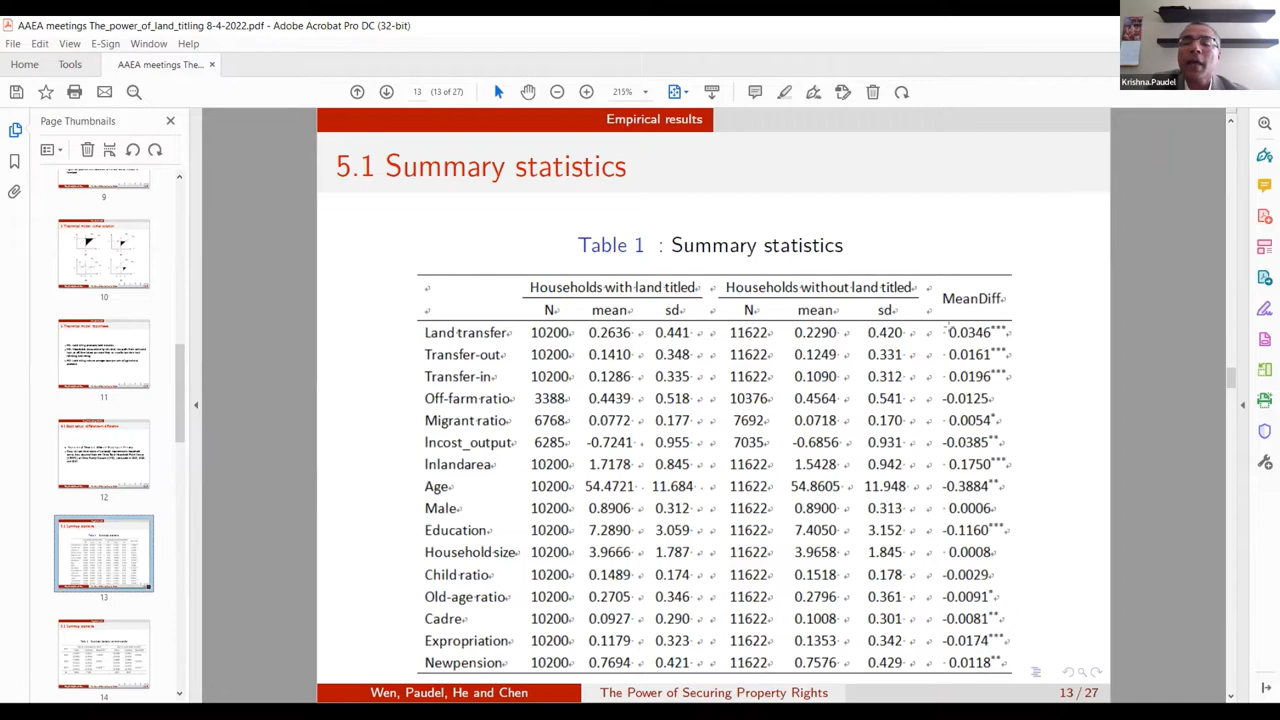 AAEA meetings The_power_of_land_titling 8-4-2022.pdf - Adobe Acrobat Pro DC (32-bit)
File Edit View E-Sign Window Help
Home Tools AAEA meetings The...
13 215%
Krishna.Paudel
Page Thumbnails
9
10
11
12
13
14
Empirical results
5.1 Summary statistics
Table 1 : Summary statistics
Households with land titled Households without land titled MeanDiff
N mean sd N mean sd
Land transfer 10200 0.2636 0.441 11622 0.2290 0.420 0.0346***
Transfer-out 10200 0.1410 0.348 11622 0.1249 0.331 0.0161***
Transfer-in 10200 0.1286 0.335 11622 0.1090 0.312 0.0196***
Off-farm ratio 3388 0.4439 0.518 10376 0.4564 0.541 -0.0125
Migrant ratio 6768 0.0772 0.177 7692 0.0718 0.170 0.0054*
lncost_output 6285 -0.7241 0.955 7035 -0.6856 0.931 -0.0385**
lnlandarea 10200 1.7178 0.845 11622 1.5428 0.942 0.1750***
Age 10200 54.4721 11.684 11622 54.8605 11.948 -0.3884**
Male 10200 0.8906 0.312 11622 0.8900 0.313 0.0006
Education 10200 7.2890 3.059 11622 7.4050 3.152 -0.1160***
Household size 10200 3.9666 1.787 11622 3.9658 1.845 0.0008
Child ratio 10200 0.1489 0.174 11622 0.1518 0.178 -0.0029
Old-age ratio 10200 0.2705 0.346 11622 0.2796 0.361 -0.0091*
Cadre 10200 0.0927 0.290 11622 0.1008 0.301 -0.0081**
Expropriation 10200 0.1179 0.323 11622 0.1353 0.342 -0.0174***
Newpension 10200 0.7694 0.421 11622 0.7576 0.429 0.0118**
Wen, Paudel, He and Chen The Power of Securing Property Rights 13 / 27